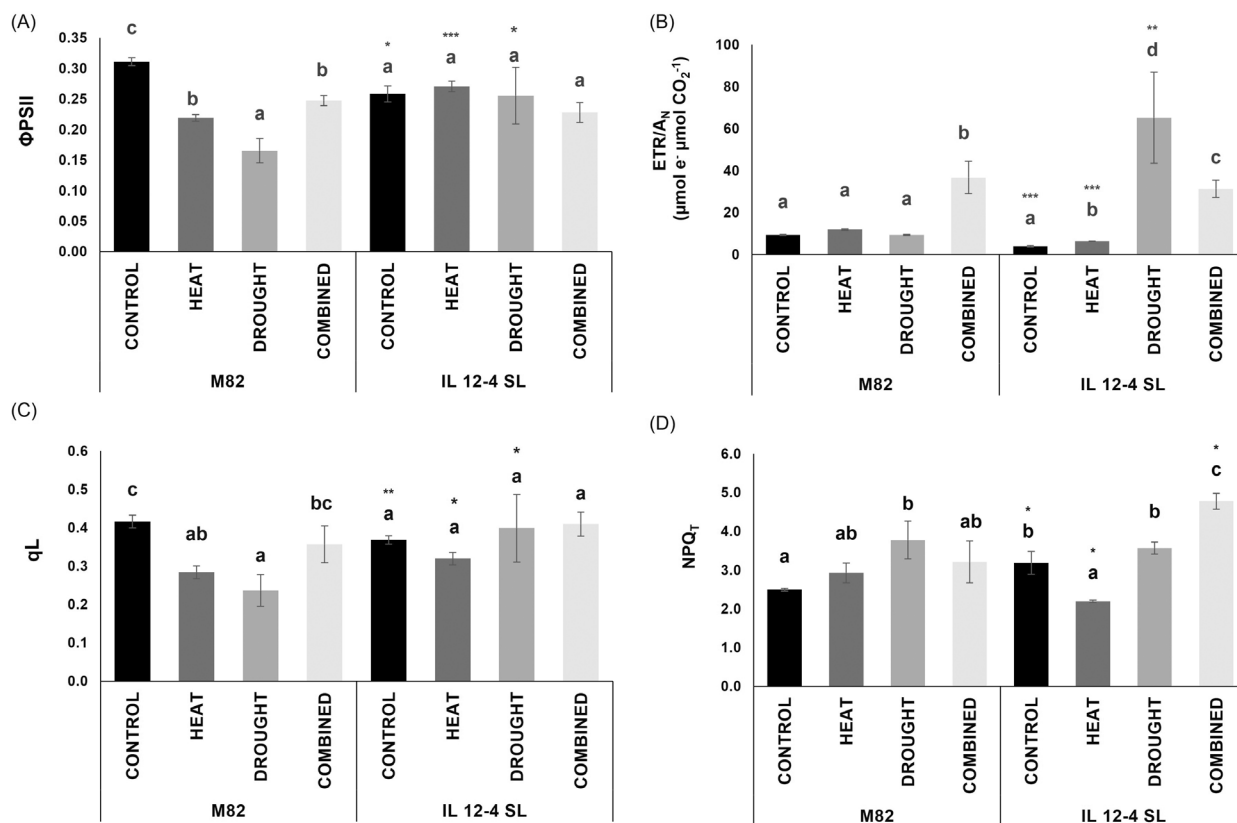 (A)
c
b
a
b
*
a
***
a
*
a
a
0.35
0.30
0.25
0.20
0.15
0.10
0.05
0.00
ΦPSII
CONTROL
HEAT
DROUGHT
COMBINED
CONTROL
HEAT
DROUGHT
COMBINED
M82
IL 12-4 SL
(B)
a
a
a
b
***
a
***
b
**
d
c
100
80
60
40
20
0
ETR/A_N
(µmol e⁻ µmol CO₂⁻¹)
CONTROL
HEAT
DROUGHT
COMBINED
CONTROL
HEAT
DROUGHT
COMBINED
M82
IL 12-4 SL
(C)
c
ab
a
bc
**
a
*
a
*
a
a
0.6
0.5
0.4
0.3
0.2
0.1
0.0
qL
CONTROL
HEAT
DROUGHT
COMBINED
CONTROL
HEAT
DROUGHT
COMBINED
M82
IL 12-4 SL
(D)
a
ab
b
ab
*
b
*
a
b
*
c
6.0
5.0
4.0
3.0
2.0
1.0
0.0
NPQ_T
CONTROL
HEAT
DROUGHT
COMBINED
CONTROL
HEAT
DROUGHT
COMBINED
M82
IL 12-4 SL